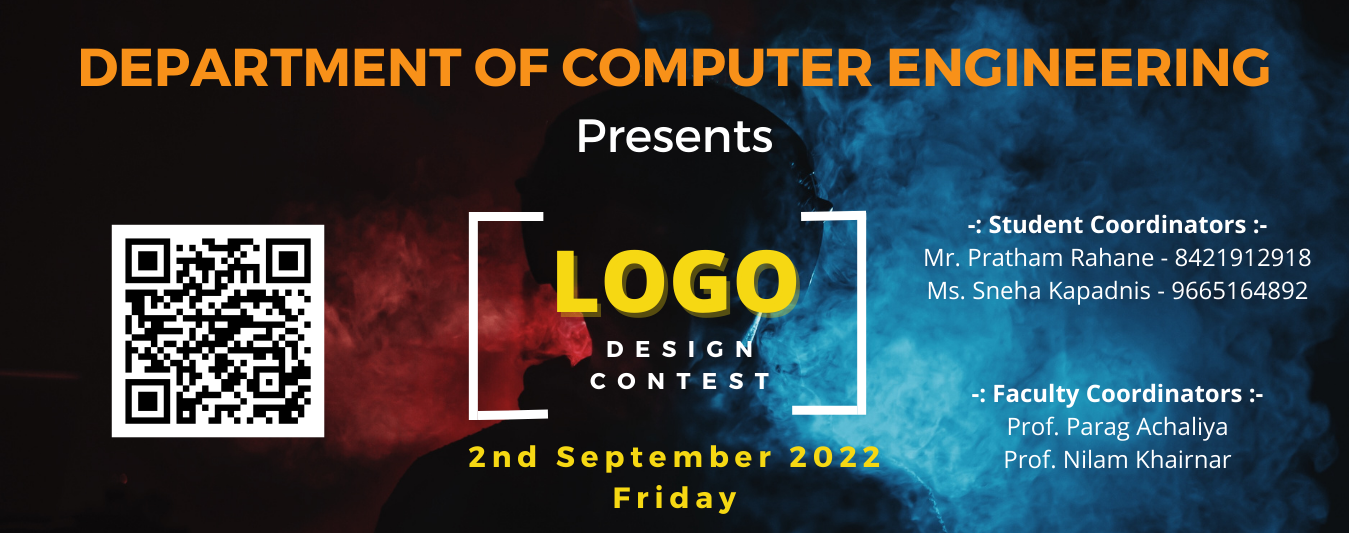 DEPARTMENT OF COMPUTER ENGINEERING
Presents
LOGO
DESIGN
CONTEST
2nd September 2022
Friday
-: Student Coordinators :-
Mr. Pratham Rahane - 8421912918
Ms. Sneha Kapadnis - 9665164892
-: Faculty Coordinators :-
Prof. Parag Achaliya
Prof. Nilam Khairnar